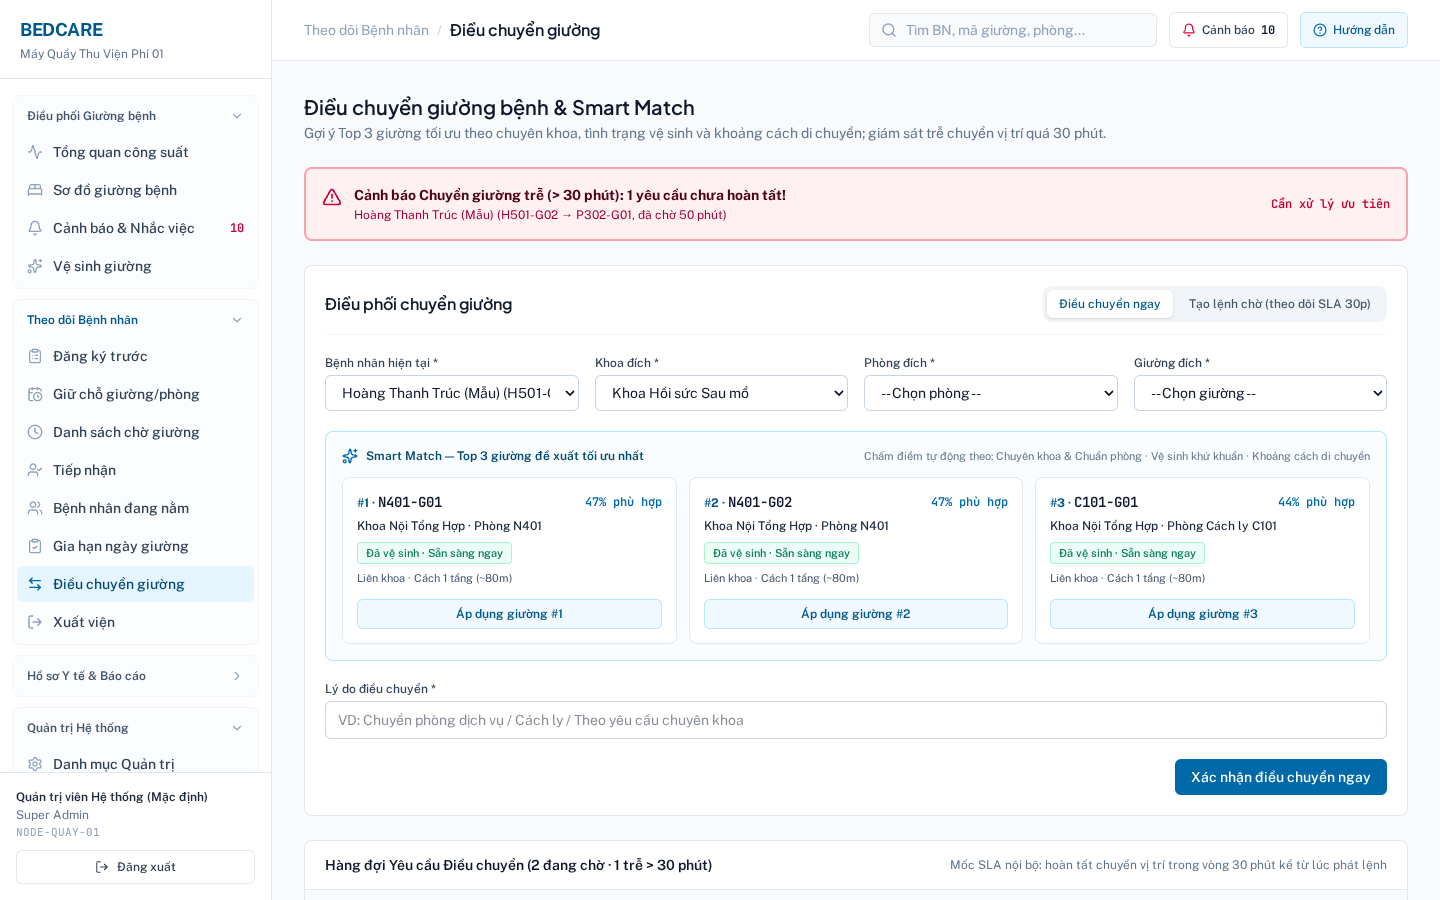 BEDCARE
Máy Quầy Thu Viện Phí 01
Điều phối Giường bệnh
Tổng quan công suất
Sơ đồ giường bệnh
Cảnh báo & Nhắc việc 10
Vệ sinh giường
Theo dõi Bệnh nhân
Đăng ký trước
Giữ chỗ giường/phòng
Danh sách chờ giường
Tiếp nhận
Bệnh nhân đang nằm
Gia hạn ngày giường
Điều chuyển giường
Xuất viện
Hồ sơ Y tế & Báo cáo
Quản trị Hệ thống
Danh mục Quản trị
Quản trị viên Hệ thống (Mặc định)
Super Admin
NODE-QUAY-01
Đăng xuất
Theo dõi Bệnh nhân / Điều chuyển giường
Tìm BN, mã giường, phòng...
Cảnh báo 10
Hướng dẫn
Điều chuyển giường bệnh & Smart Match
Gợi ý Top 3 giường tối ưu theo chuyên khoa, tình trạng vệ sinh và khoảng cách di chuyển; giám sát trễ chuyển vị trí quá 30 phút.
Cảnh báo Chuyển giường trễ (> 30 phút): 1 yêu cầu chưa hoàn tất!
Hoàng Thanh Trúc (Mẫu) (H501-G02 → P302-G01, đã chờ 50 phút)
Cần xử lý ưu tiên
Điều phối chuyển giường
Điều chuyển ngay
Tạo lệnh chờ (theo dõi SLA 30p)
Bệnh nhân hiện tại *
Hoàng Thanh Trúc (Mẫu) (H501-G
Khoa đích *
Khoa Hồi sức Sau mổ
Phòng đích *
--Chọn phòng--
Giường đích *
--Chọn giường--
Smart Match — Top 3 giường đề xuất tối ưu nhất
Chấm điểm tự động theo: Chuyên khoa & Chuẩn phòng · Vệ sinh khử khuẩn · Khoảng cách di chuyển
#1 · N401-G01 47% phù hợp
Khoa Nội Tổng Hợp · Phòng N401
Đã vệ sinh · Sẵn sàng ngay
Liên khoa · Cách 1 tầng (~80m)
Áp dụng giường #1
#2 · N401-G02 47% phù hợp
Khoa Nội Tổng Hợp · Phòng N401
Đã vệ sinh · Sẵn sàng ngay
Liên khoa · Cách 1 tầng (~80m)
Áp dụng giường #2
#3 · C101-G01 44% phù hợp
Khoa Nội Tổng Hợp · Phòng Cách ly C101
Đã vệ sinh · Sẵn sàng ngay
Liên khoa · Cách 1 tầng (~80m)
Áp dụng giường #3
Lý do điều chuyển *
VD: Chuyển phòng dịch vụ / Cách ly / Theo yêu cầu chuyên khoa
Xác nhận điều chuyển ngay
Hàng đợi Yêu cầu Điều chuyển (2 đang chờ · 1 trễ > 30 phút)
Mốc SLA nội bộ: hoàn tất chuyển vị trí trong vòng 30 phút kể từ lúc phát lệnh